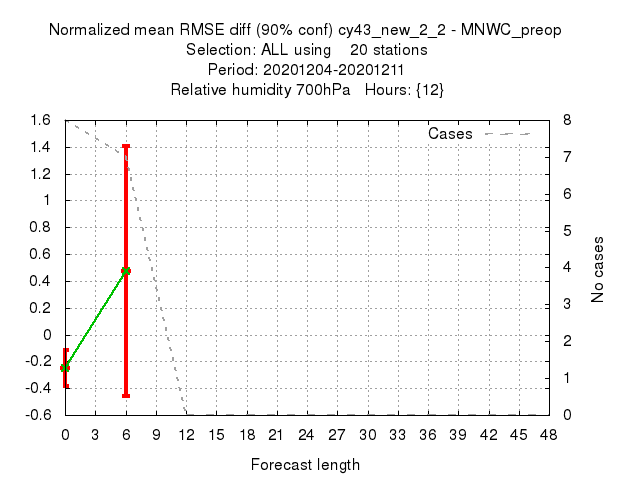 Normalized mean RMSE diff (90% conf) cy43_new_2_2 - MNWC_preop
Selection: ALL using    20 stations
Period: 20201204-20201211
Relative humidity 700hPa   Hours: {12}
1.6
1.4
1.2
1
0.8
0.6
0.4
0.2
0
-0.2
-0.4
-0.6
Cases
8
7
6
5
4
3
2
1
0
No cases
0 3 6 9 12 15 18 21 24 27 30 33 36 39 42 45 48
Forecast length